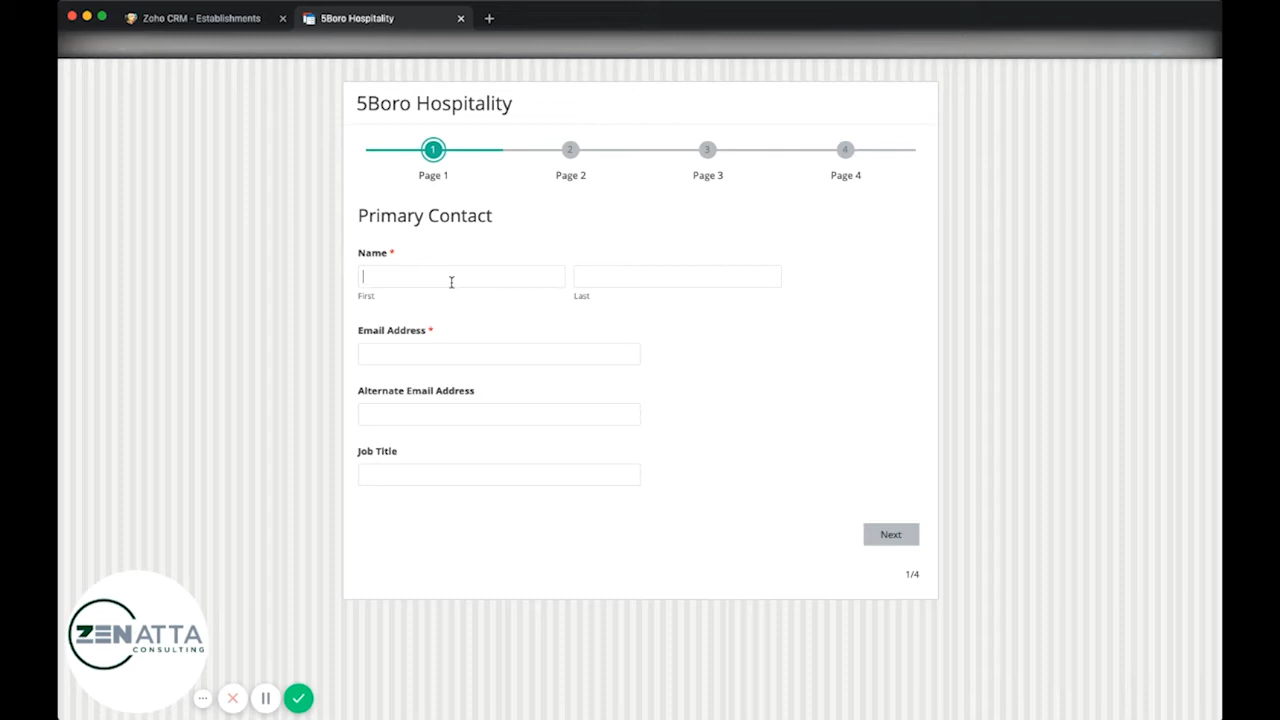 Zoho CRM - Establishments
5Boro Hospitality
5Boro Hospitality
1 2 3 4
Page 1 Page 2 Page 3 Page 4
Primary Contact
Name *
First Last
Email Address *
Alternate Email Address
Job Title
Next
1/4
ZENATTA
CONSULTING